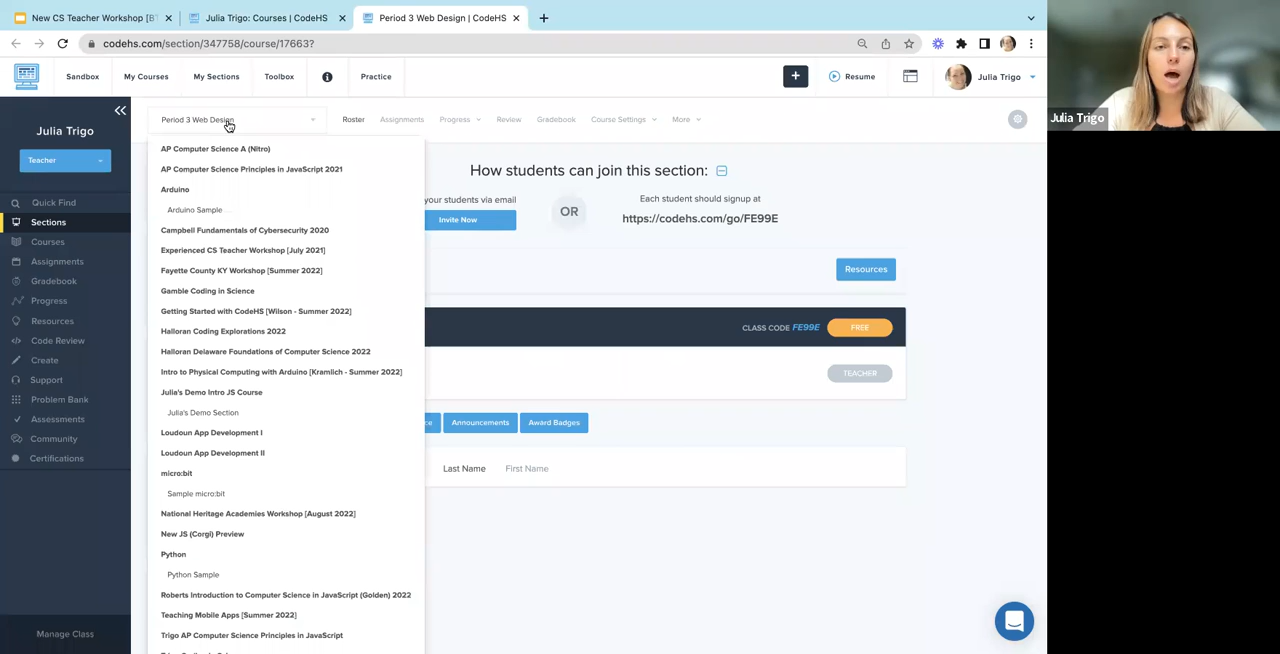 New CS Teacher Workshop [BT
Julia Trigo: Courses | CodeHS
Period 3 Web Design | CodeHS
codehs.com/section/347758/course/17663?
Sandbox
My Courses
My Sections
Toolbox
Practice
Resume
Julia Trigo
Julia Trigo
Julia Trigo
Teacher
Quick Find
Sections
Courses
Assignments
Gradebook
Progress
Resources
Code Review
Create
Support
Problem Bank
Assessments
Community
Certifications
Manage Class
Period 3 Web Design
Roster
Assignments
Progress
Review
Gradebook
Course Settings
More
AP Computer Science A (Nitro)
AP Computer Science Principles in JavaScript 2021
Arduino
Arduino Sample
Campbell Fundamentals of Cybersecurity 2020
Experienced CS Teacher Workshop [July 2021]
Fayette County KY Workshop [Summer 2022]
Gamble Coding in Science
Getting Started with CodeHS [Wilson - Summer 2022]
Halloran Coding Explorations 2022
Halloran Delaware Foundations of Computer Science 2022
Intro to Physical Computing with Arduino [Kramlich - Summer 2022]
Julia's Demo Intro JS Course
Julia's Demo Section
Loudoun App Development I
Loudoun App Development II
micro:bit
Sample micro:bit
National Heritage Academies Workshop [August 2022]
New JS (Corgi) Preview
Python
Python Sample
Roberts Introduction to Computer Science in JavaScript (Golden) 2022
Teaching Mobile Apps [Summer 2022]
Trigo AP Computer Science Principles in JavaScript
How students can join this section:
your students via email
Invite Now
OR
Each student should signup at
https://codehs.com/go/FE99E
Resources
CLASS CODE FE99E
FREE
TEACHER
ce
Announcements
Award Badges
Last Name
First Name